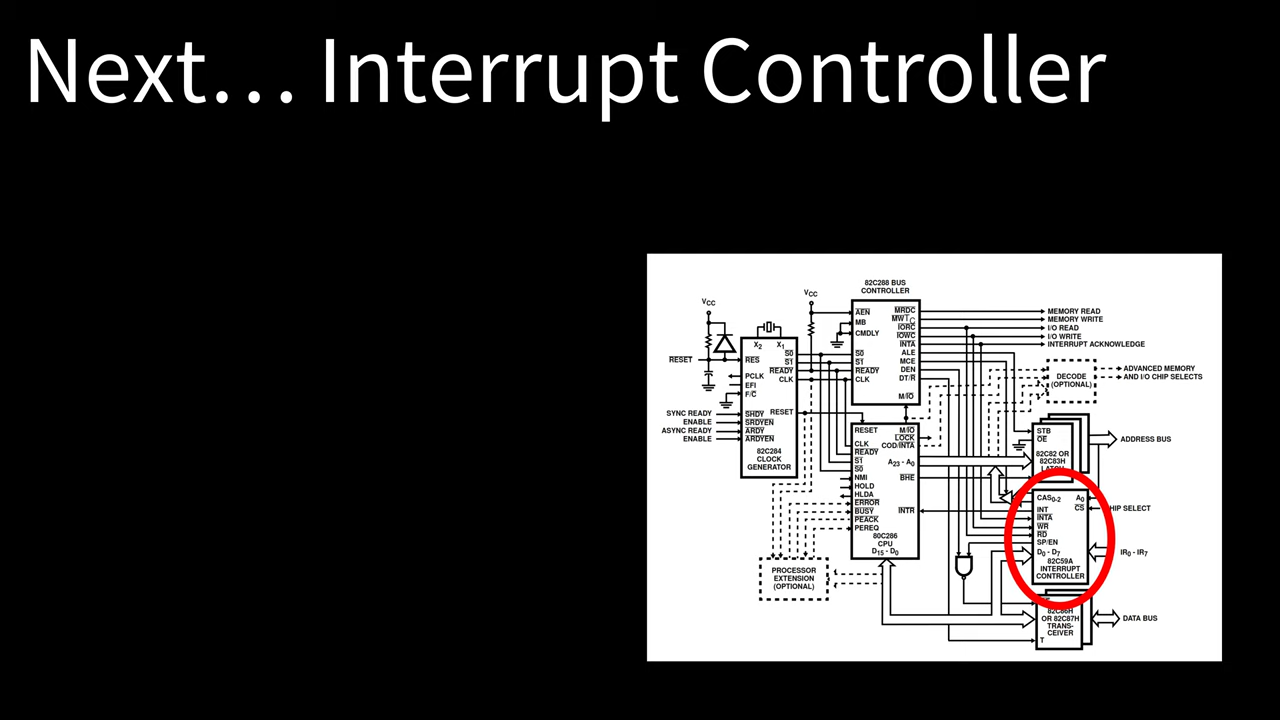 Next... Interrupt Controller
82C288 BUS
CONTROLLER
VCC
VCC
AEN
MB
CMDLY
S0
S1
READY
CLK
MRDC
MWTC
IORC
IOWC
INTA
ALE
MCE
DEN
DT/R
M/IO
MEMORY READ
MEMORY WRITE
I/O READ
I/O WRITE
INTERRUPT ACKNOWLEDGE
DECODE
(OPTIONAL)
ADVANCED MEMORY
AND I/O CHIP SELECTS
X2 X1
RESET
RES
PCLK
EFI
F/C
S0
S1
READY
CLK
RESET
SYNC READY
ENABLE
ASYNC READY
ENABLE
SRDY
SRDYEN
ARDY
ARDYEN
82C284
CLOCK
GENERATOR
RESET
CLK
READY
S1
S0
NMI
HOLD
HLDA
ERROR
BUSY
PEACK
PEREQ
M/IO
LOCK
COD/INTA
A23 - A0
BHE
INTR
80C286
CPU
D15 - D0
PROCESSOR
EXTENSION
(OPTIONAL)
STB
OE
82C82 OR
82C83H
LATCH
ADDRESS BUS
CAS0-2
A0
CS
INT
INTA
WR
RD
SP/EN
D0 - D7
82C59A
INTERRUPT
CONTROLLER
HIP SELECT
IR0 - IR7
82C86H
OR 82C87H
TRANS-
CEIVER
T
DATA BUS